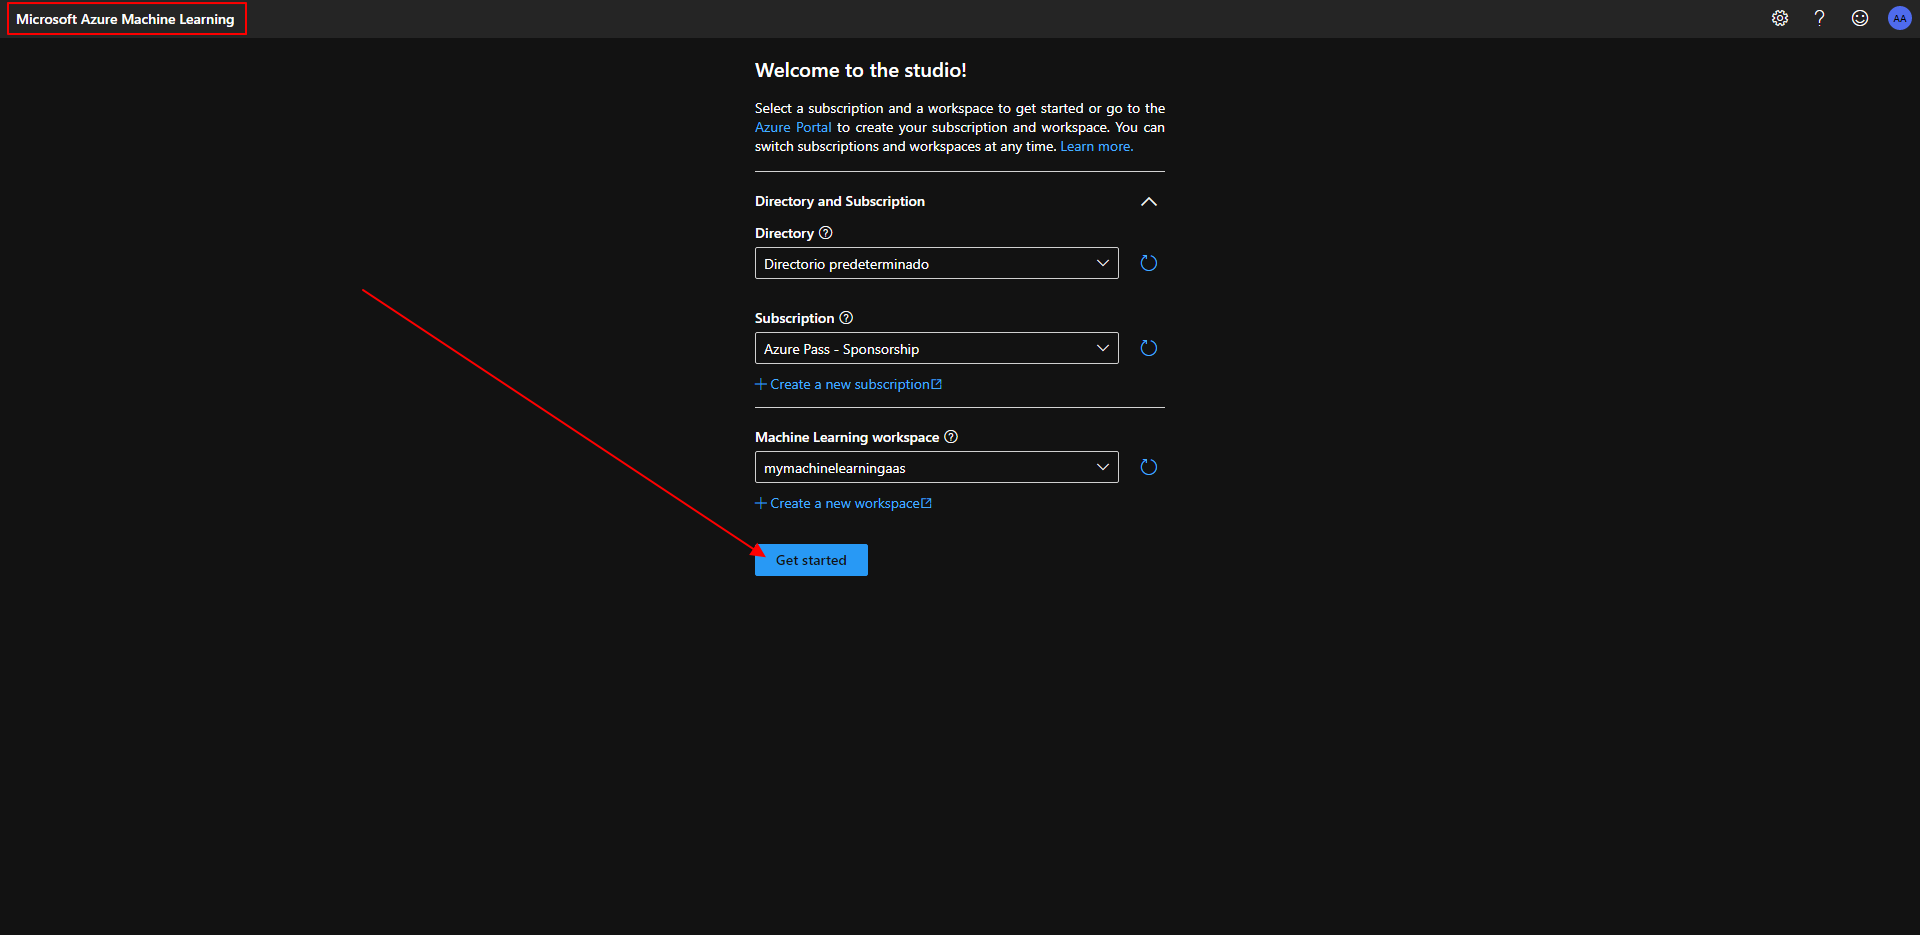 Microsoft Azure Machine Learning
AA
Welcome to the studio!
Select a subscription and a workspace to get started or go to the
Azure Portal to create your subscription and workspace. You can
switch subscriptions and workspaces at any time. Learn more.
Directory and Subscription
Directory
Directorio predeterminado
Subscription
Azure Pass - Sponsorship
+ Create a new subscription
Machine Learning workspace
mymachinelearningaas
+ Create a new workspace
Get started